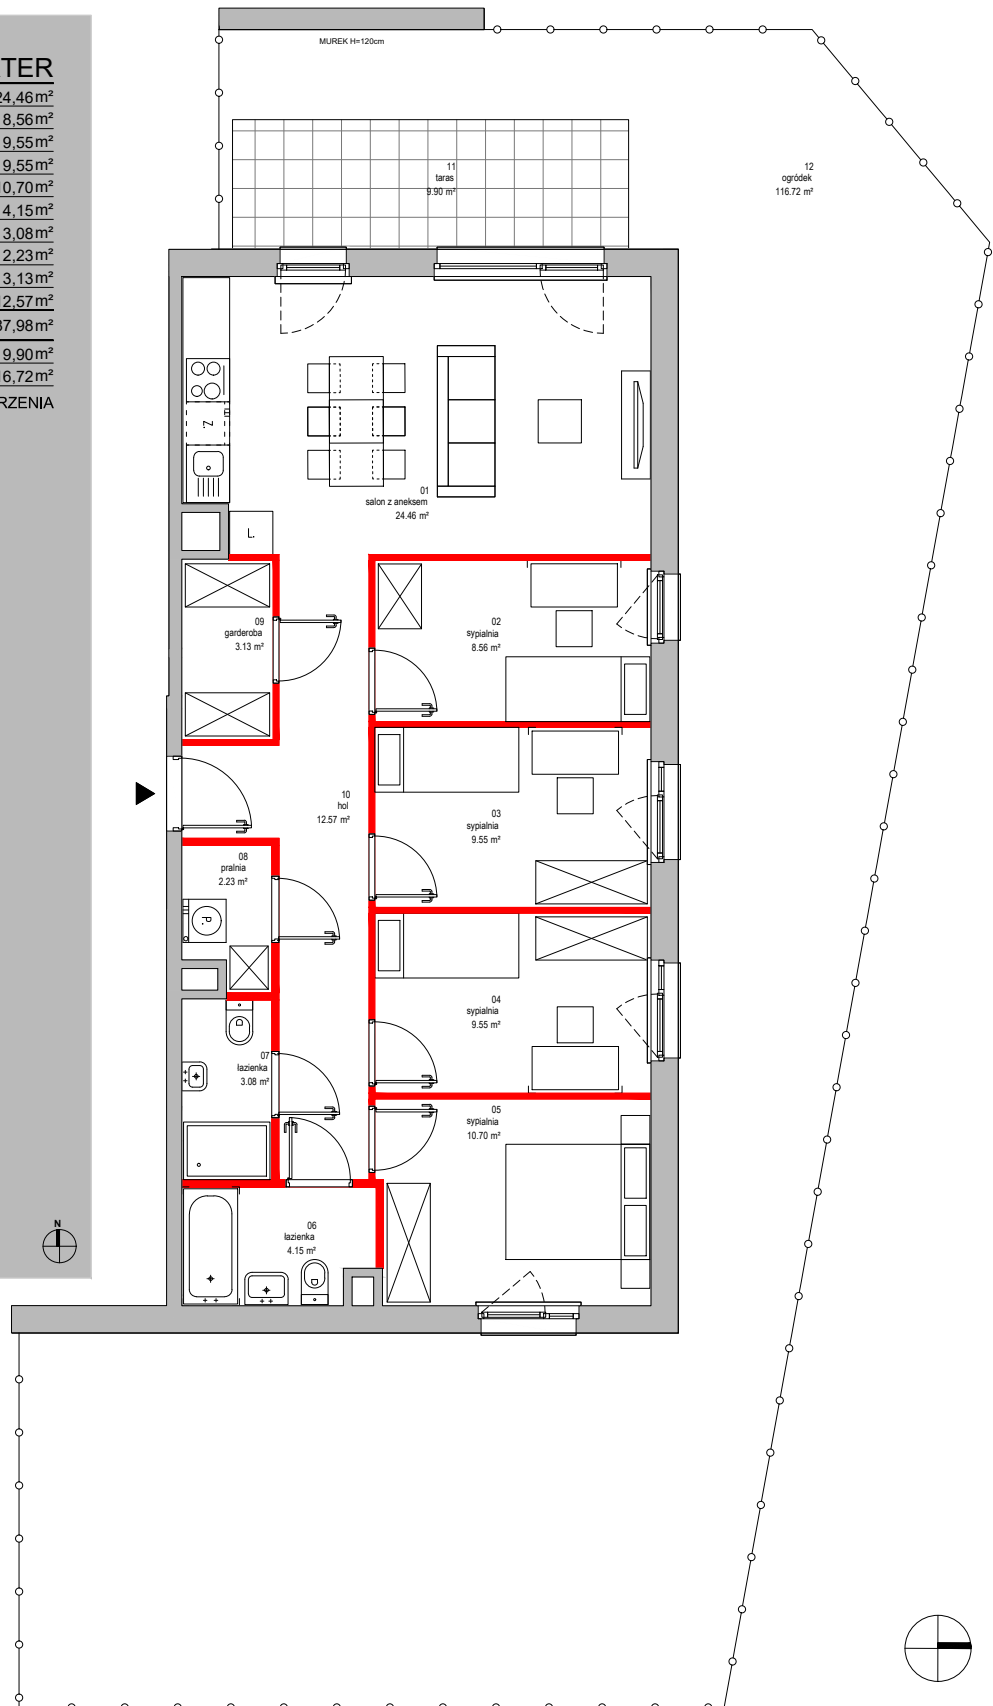 MUREK H=120cm
TER
24,46m²
8,56m²
9,55m²
9,55m²
0,70m²
4,15m²
3,08m²
2,23m²
3,13m²
2,57m²
87,98m²
9,90m²
6,72m²
RZENIA
N
11
taras
9.90 m²
12
ogródek
116.72 m²
Z.
01
salon z aneksem
24.46 m²
L.
09
garderoba
3.13 m²
02
sypialnia
8.56 m²
10
hol
12.57 m²
03
sypialnia
9.55 m²
08
pralnia
2.23 m²
P.
04
sypialnia
9.55 m²
07
łazienka
3.08 m²
05
sypialnia
10.70 m²
06
łazienka
4.15 m²